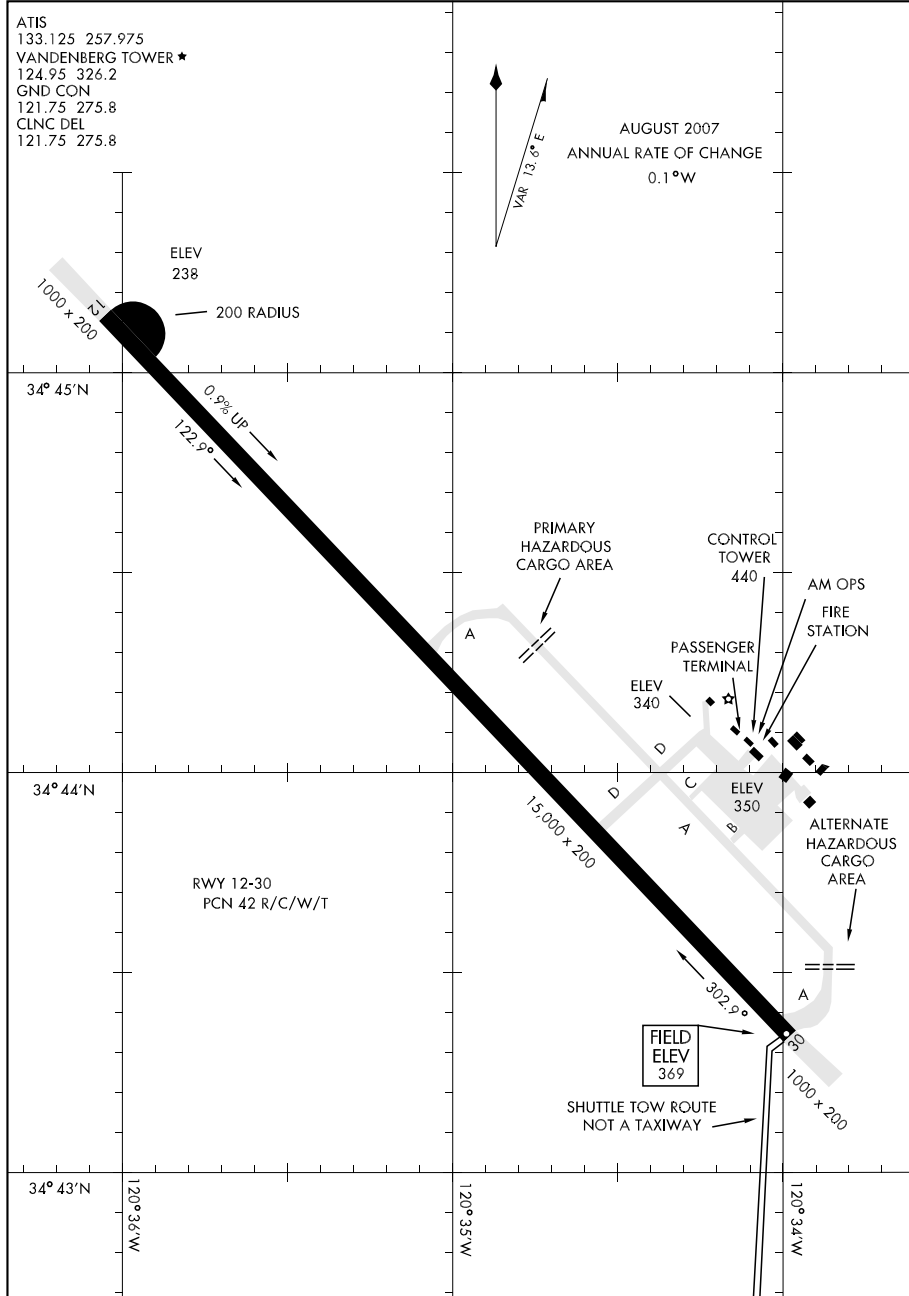 ATIS
133.125 257.975
VANDENBERG TOWER ★
124.95 326.2
GND CON
121.75 275.8
CLNC DEL
121.75 275.8
VAR 13.6° E
AUGUST 2007
ANNUAL RATE OF CHANGE
0.1°W
ELEV
238
12
1000 x 200
200 RADIUS
34° 45'N
0.9% UP
122.9°
PRIMARY
HAZARDOUS
CARGO AREA
CONTROL
TOWER
440
AM OPS
FIRE
STATION
A
PASSENGER
TERMINAL
ELEV
340
D
34° 44'N
D
C
ELEV
350
15,000 x 200
A
B
ALTERNATE
HAZARDOUS
CARGO
AREA
RWY 12-30
PCN 42 R/C/W/T
302.9°
A
30
FIELD
ELEV
369
1000 x 200
SHUTTLE TOW ROUTE
NOT A TAXIWAY
34° 43'N
120° 36'W
120° 35'W
120° 34'W